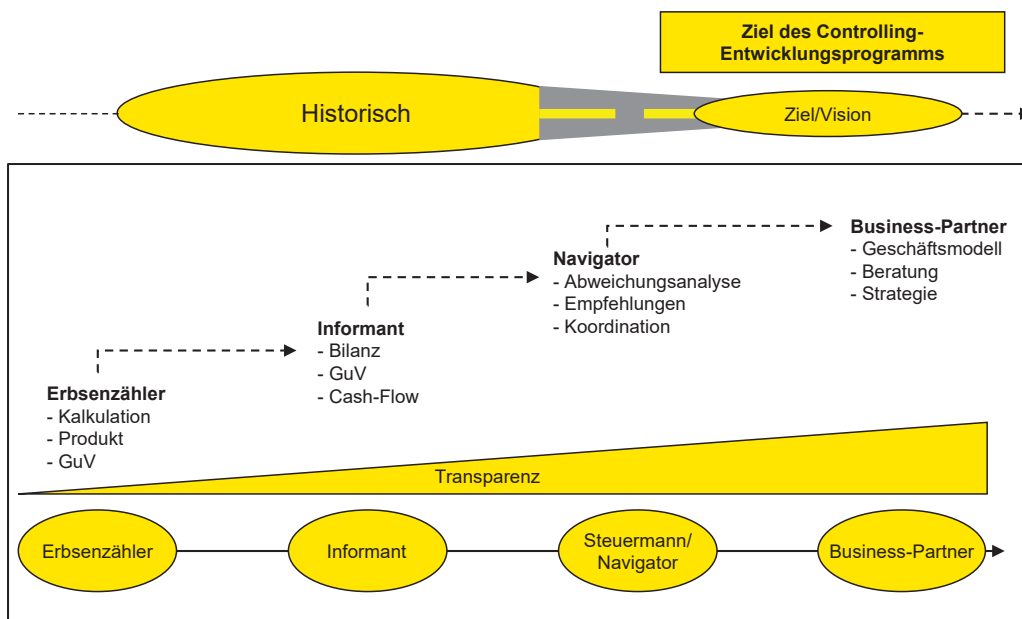 Ziel des Controlling-
Entwicklungsprogramms
Historisch
Ziel/Vision
Business-Partner
- Geschäftsmodell
- Beratung
- Strategie
Navigator
- Abweichungsanalyse
- Empfehlungen
- Koordination
Informant
- Bilanz
- GuV
- Cash-Flow
Erbsenzähler
- Kalkulation
- Produkt
- GuV
Transparenz
Erbsenzähler
Informant
Steuermann/
Navigator
Business-Partner